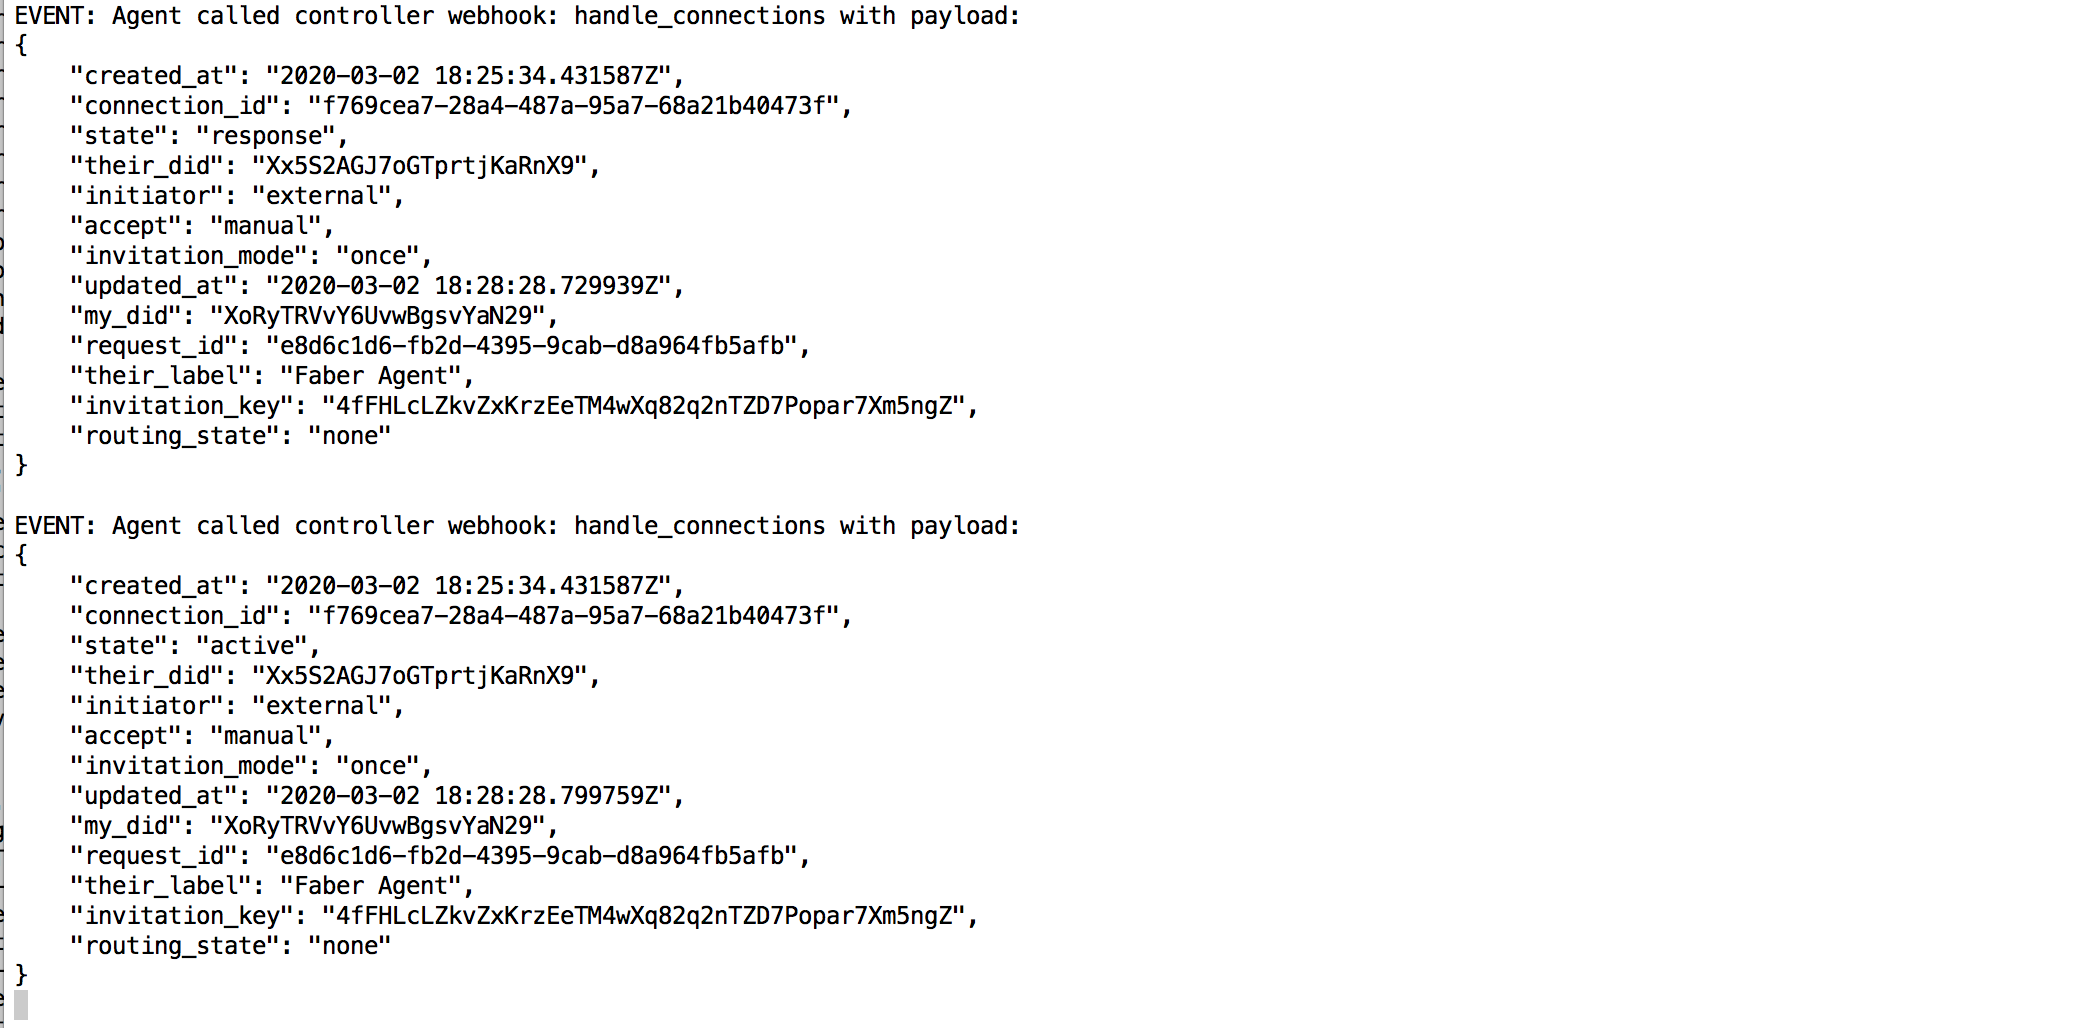 EVENT: Agent called controller webhook: handle_connections with payload:
{
    "created_at": "2020-03-02 18:25:34.431587Z",
    "connection_id": "f769cea7-28a4-487a-95a7-68a21b40473f",
    "state": "response",
    "their_did": "Xx5S2AGJ7oGTprtjKaRnX9",
    "initiator": "external",
    "accept": "manual",
    "invitation_mode": "once",
    "updated_at": "2020-03-02 18:28:28.729939Z",
    "my_did": "XoRyTRVvY6UvwBgsvYaN29",
    "request_id": "e8d6c1d6-fb2d-4395-9cab-d8a964fb5afb",
    "their_label": "Faber Agent",
    "invitation_key": "4fFHLcLZkvZxKrzEeTM4wXq82q2nTZD7Popar7Xm5ngZ",
    "routing_state": "none"
}
EVENT: Agent called controller webhook: handle_connections with payload:
{
    "created_at": "2020-03-02 18:25:34.431587Z",
    "connection_id": "f769cea7-28a4-487a-95a7-68a21b40473f",
    "state": "active",
    "their_did": "Xx5S2AGJ7oGTprtjKaRnX9",
    "initiator": "external",
    "accept": "manual",
    "invitation_mode": "once",
    "updated_at": "2020-03-02 18:28:28.799759Z",
    "my_did": "XoRyTRVvY6UvwBgsvYaN29",
    "request_id": "e8d6c1d6-fb2d-4395-9cab-d8a964fb5afb",
    "their_label": "Faber Agent",
    "invitation_key": "4fFHLcLZkvZxKrzEeTM4wXq82q2nTZD7Popar7Xm5ngZ",
    "routing_state": "none"
}